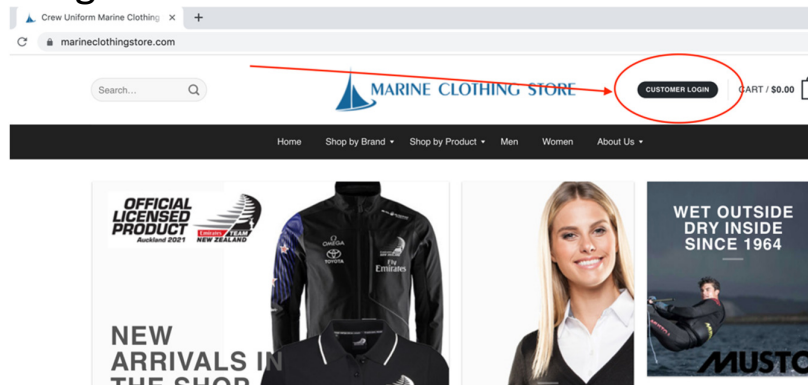 Crew Uniform Marine Clothing
marineclothingstore.com
Search...
MARINE CLOTHING STORE
CUSTOMER LOGIN
CART / $0.00
Home Shop by Brand Shop by Product Men Women About Us
OFFICIAL
LICENSED
PRODUCT
Auckland 2021
Emirates TEAM
NEW ZEALAND
OMEGA
TOYOTA
Fly
Emirates
NEW
ARRIVALS IN
THE SHOP
WET OUTSIDE
DRY INSIDE
SINCE 1964
MUSTO